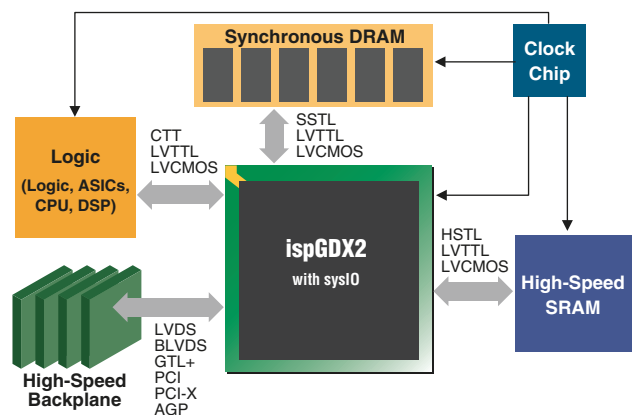 Synchronous DRAM
Clock
Chip
SSTL
LVTTL
LVCMOS
CTT
LVTTL
LVCMOS
Logic
(Logic, ASICs,
CPU, DSP)
ispGDX2
with sysIO
HSTL
LVTTL
LVCMOS
High-Speed
SRAM
LVDS
BLVDS
GTL+
PCI
PCI-X
AGP
High-Speed
Backplane